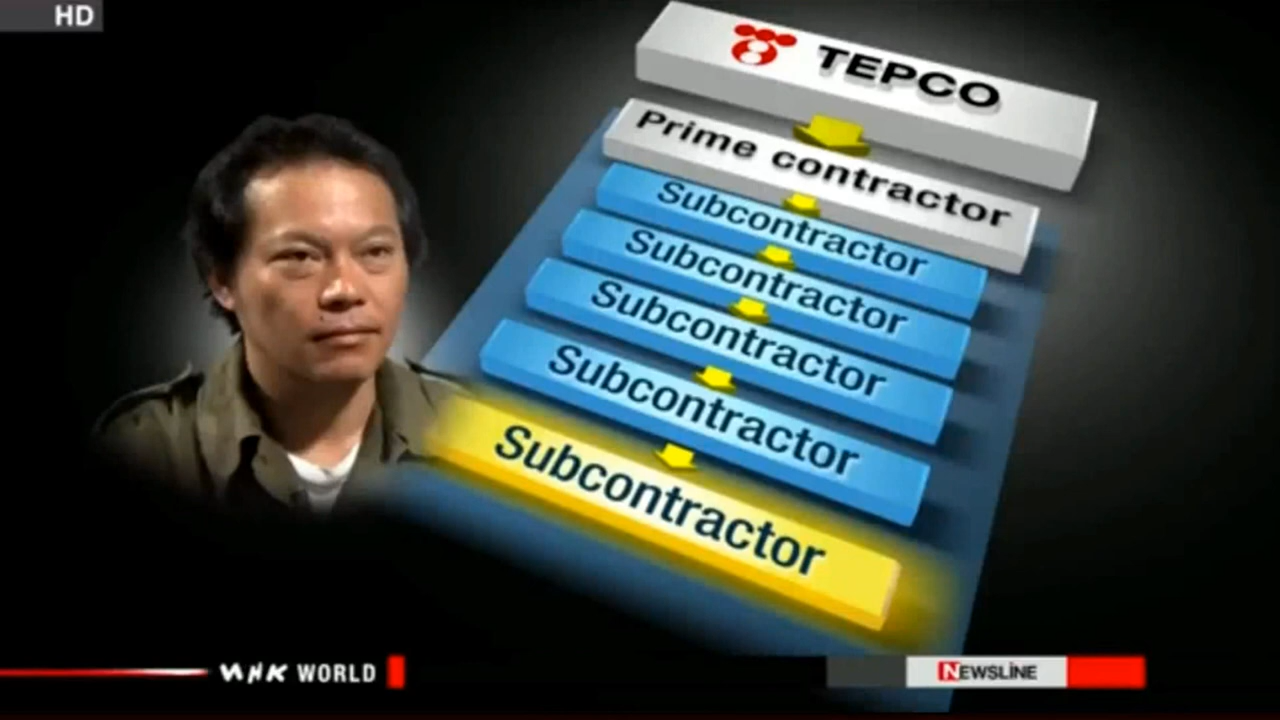 HD
TEPCO
Prime contractor
Subcontractor
Subcontractor
Subcontractor
Subcontractor
Subcontractor
NHK WORLD
NEWSLINE